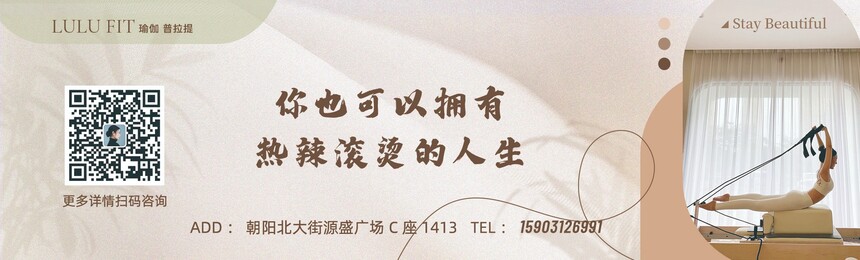 LULU FIT 瑜伽 普拉提
Stay Beautiful
你也可以拥有
热辣滚烫的人生
更多详情扫码咨询
ADD： 朝阳北大街源盛广场 C 座 1413 TEL： 15903126991